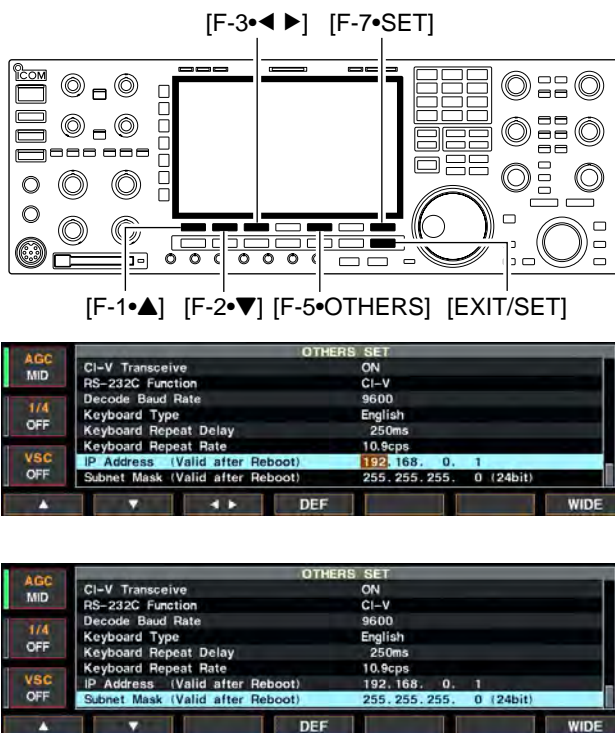 [F-3•◀ ▶] [F-7•SET]
ICOM
[F-1•▲] [F-2•▼] [F-5•OTHERS] [EXIT/SET]
OTHERS SET
AGC
MID
1/4
OFF
VSC
OFF
CI-V Transceive ON
RS-232C Function CI-V
Decode Baud Rate 9600
Keyboard Type English
Keyboard Repeat Delay 250ms
Keyboard Repeat Rate 10.9cps
IP Address (Valid after Reboot) 192.168. 0. 1
Subnet Mask (Valid after Reboot) 255.255.255. 0 (24bit)
▲ ▼ ◀ ▶ DEF WIDE
OTHERS SET
AGC
MID
1/4
OFF
VSC
OFF
CI-V Transceive ON
RS-232C Function CI-V
Decode Baud Rate 9600
Keyboard Type English
Keyboard Repeat Delay 250ms
Keyboard Repeat Rate 10.9cps
IP Address (Valid after Reboot) 192.168. 0. 1
Subnet Mask (Valid after Reboot) 255.255.255. 0 (24bit)
▲ ▼ DEF WIDE